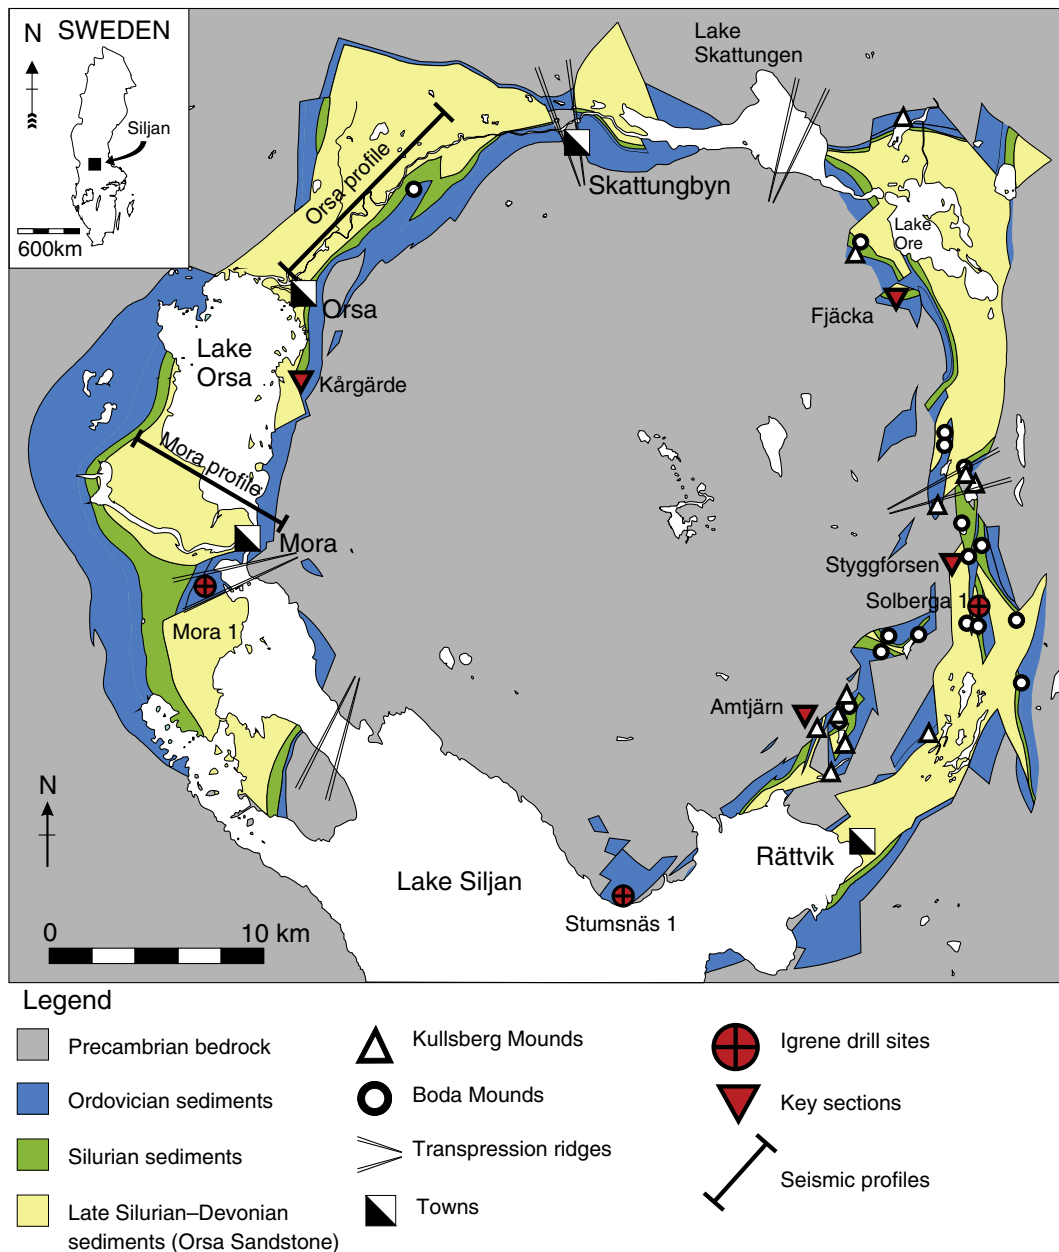 N
SWEDEN
Siljan
600km
Lake
Skattungen
Orsa profile
Skattungbyn
Lake
Ore
Orsa
Fjäcka
Lake
Orsa
Kårgärde
Mora profile
Mora
Styggforsen
Solberga 1
Mora 1
Amtjärn
N
Rättvik
Lake Siljan
Stumsnäs 1
0 10 km
Legend
Precambrian bedrock
Ordovician sediments
Silurian sediments
Late Silurian–Devonian
sediments (Orsa Sandstone)
Kullsberg Mounds
Boda Mounds
Transpression ridges
Towns
Igrene drill sites
Key sections
Seismic profiles